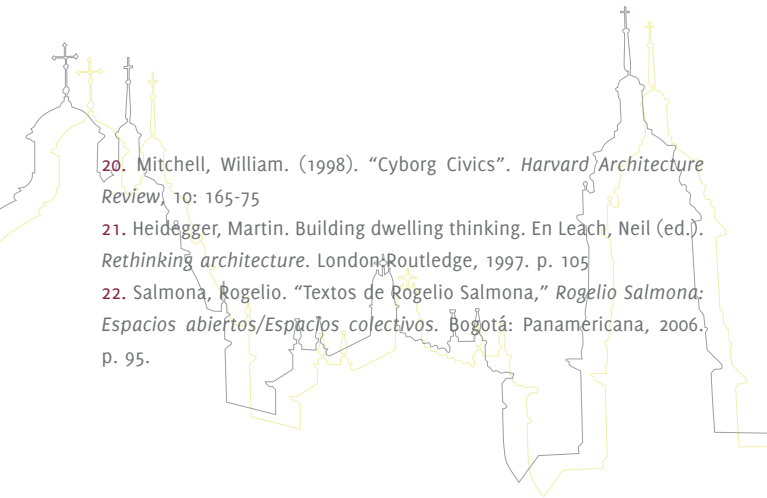 20. Mitchell, William. (1998). “Cyborg Civics”. Harvard Architecture
Review, 10: 165-75
21. Heidegger, Martin. Building dwelling thinking. En Leach, Neil (ed.).
Rethinking architecture. London:Routledge, 1997. p. 105
22. Salmona, Rogelio. “Textos de Rogelio Salmona,” Rogelio Salmona:
Espacios abiertos/Espacios colectivos. Bogotá: Panamericana, 2006.
p. 95.